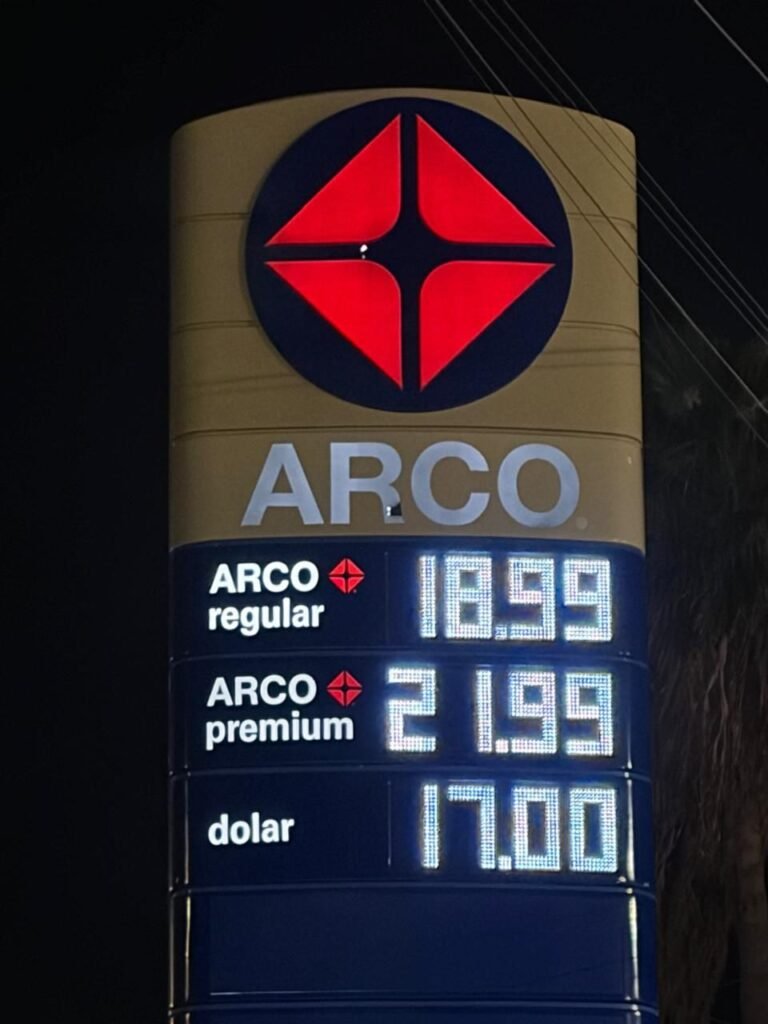 ARCO
ARCO 18.99
regular
ARCO 21.99
premium
dolar 17.00